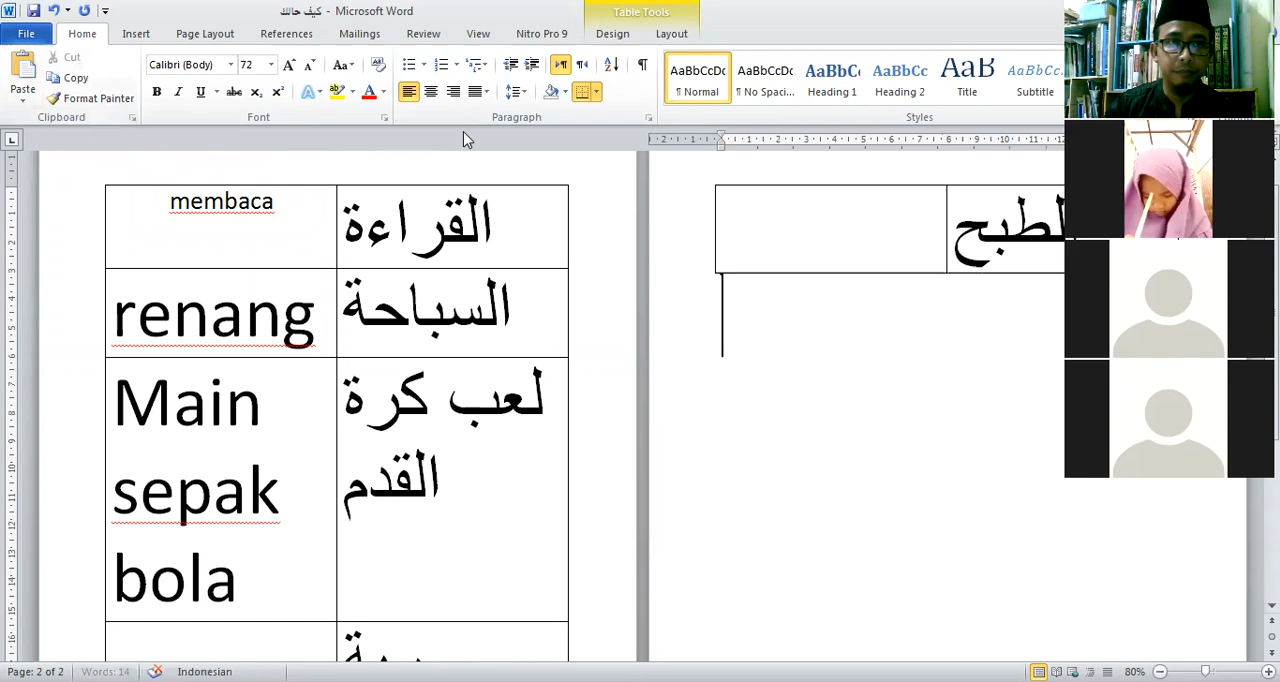 كيف حالك - Microsoft Word
Table Tools
File Home Insert Page Layout References Mailings Review View Nitro Pro 9 Design Layout
Cut
Copy
Paste
Format Painter
Calibri (Body) 72
Clipboard Font Paragraph Styles
AaBbCcDc AaBbCcDc AaBbC AaBbCc AaB AaBbCc.
¶ Normal ¶ No Spaci... Heading 1 Heading 2 Title Subtitle
membaca القراءة
renang السباحة
Main لعب كرة
sepak القدم
bola
لطبخ
Page: 2 of 2 Words: 14 Indonesian 80%